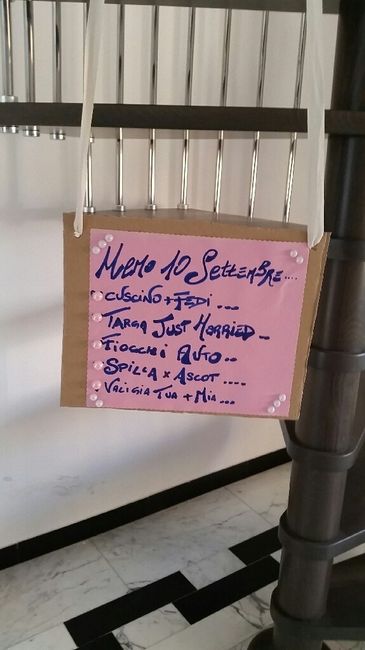 Memo 10 Settembre....
Cuscino + Fedi ...
Targa Just Married..
Fiocchi Auto..
Spilla x Ascot ....
Valigia Tua + Mia...